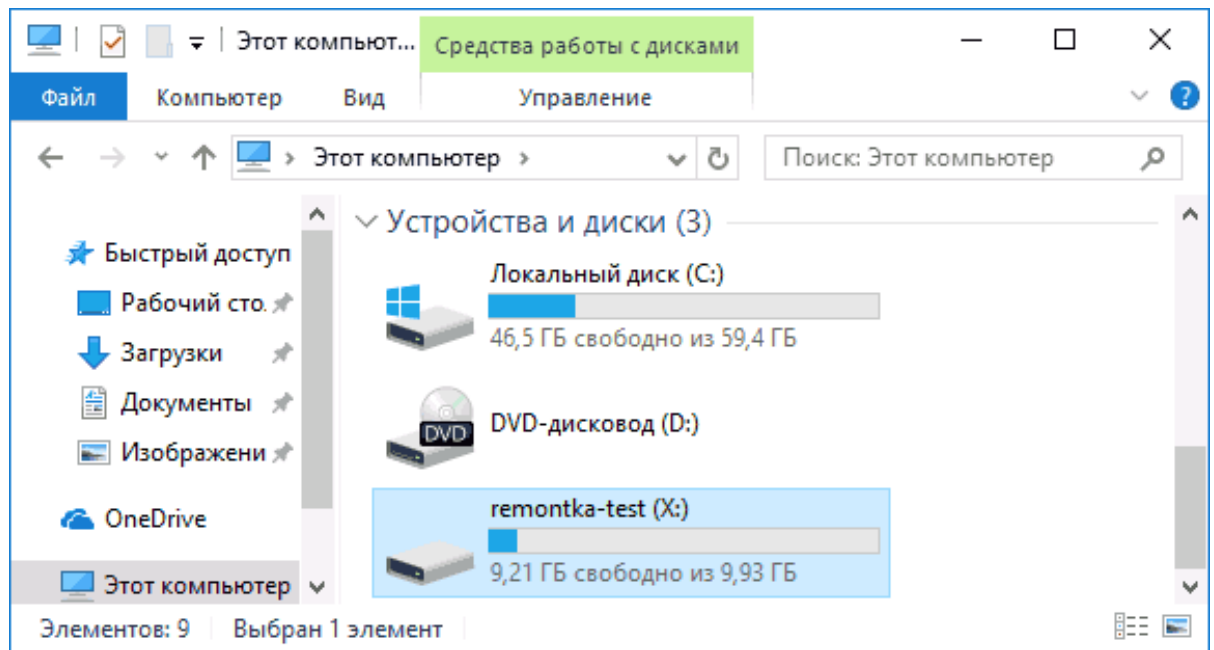 Этот компьют... Средства работы с дисками
Файл Компьютер Вид Управление
Этот компьютер Поиск: Этот компьютер
Быстрый доступ
Рабочий сто.
Загрузки
Документы
Изображени
OneDrive
Этот компьютер
Устройства и диски (3)
Локальный диск (C:)
46,5 ГБ свободно из 59,4 ГБ
DVD
DVD-дисковод (D:)
remontka-test (X:)
9,21 ГБ свободно из 9,93 ГБ
Элементов: 9 Выбран 1 элемент